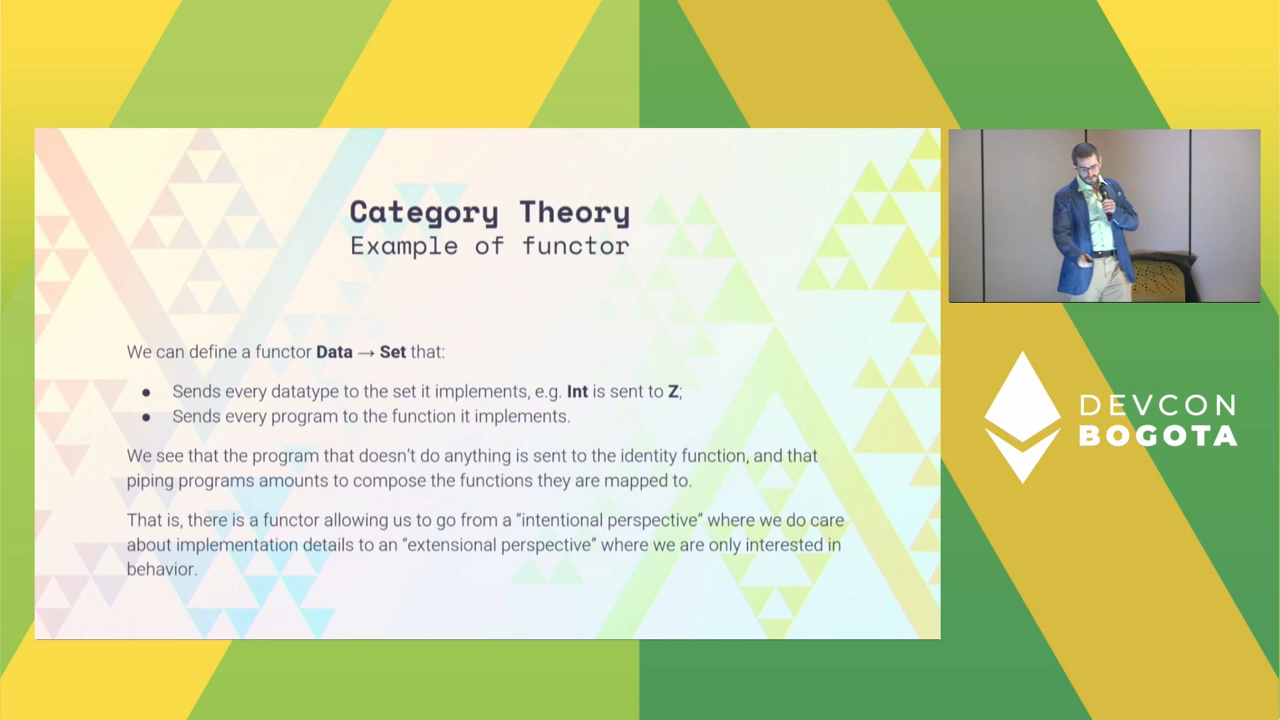 Category Theory
Example of functor
We can define a functor Data → Set that:
● Sends every datatype to the set it implements, e.g. Int is sent to Z;
● Sends every program to the function it implements.
We see that the program that doesn't do anything is sent to the identity function, and that
piping programs amounts to compose the functions they are mapped to.
That is, there is a functor allowing us to go from a "intentional perspective" where we do care
about implementation details to an "extensional perspective" where we are only interested in
behavior.
DEVCON
BOGOTA